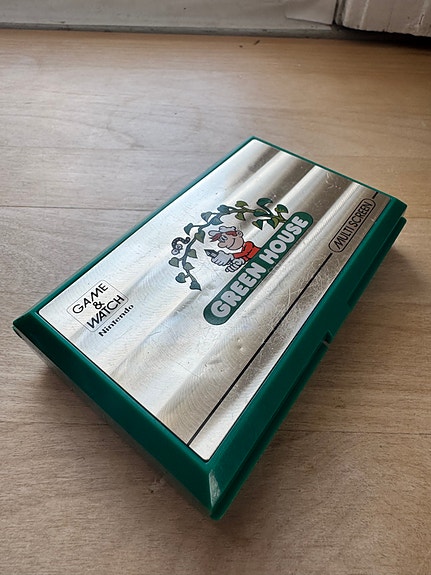 GAME
&
WATCH
Nintendo
GREEN HOUSE
MULTI SCREEN